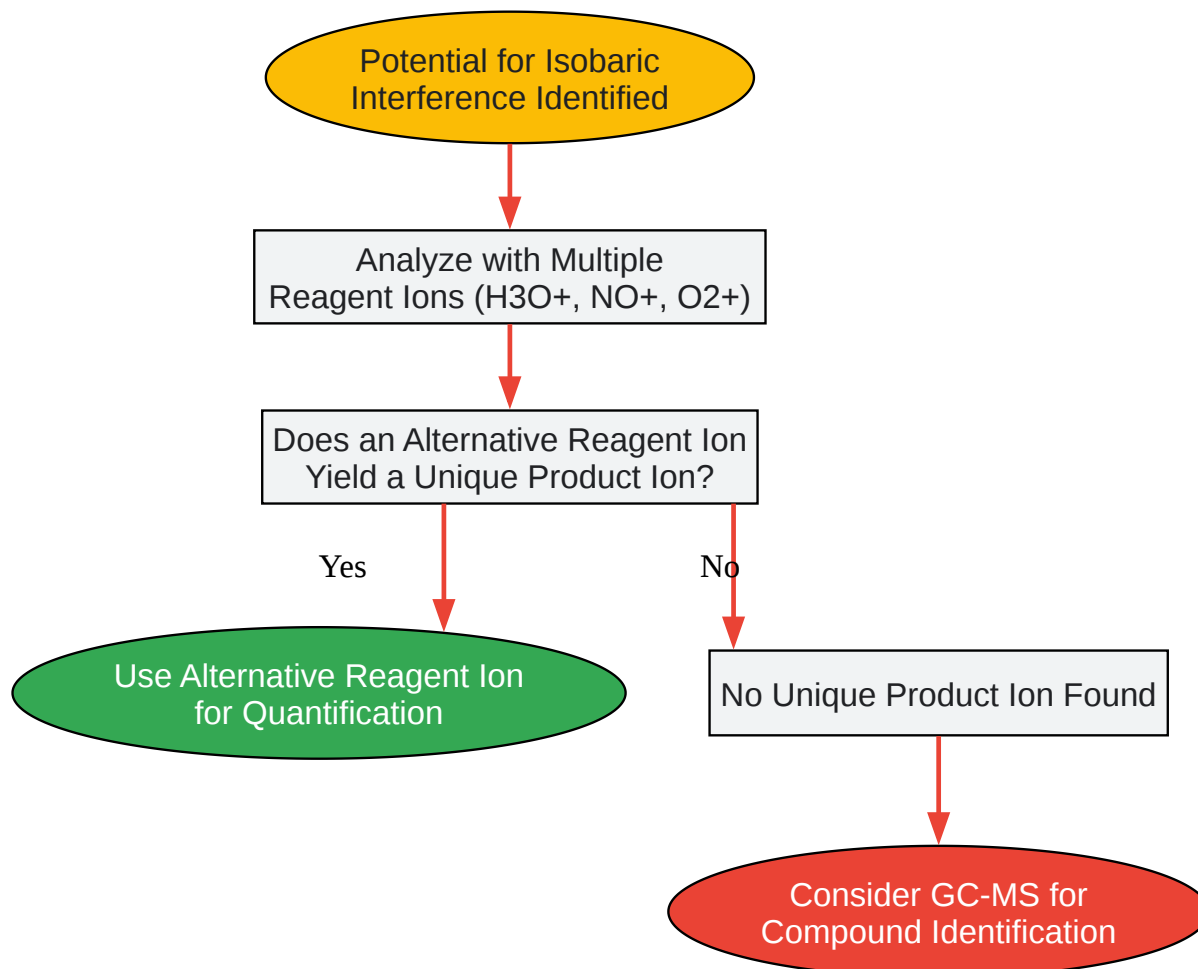 Potential for Isobaric
Interference Identified
Analyze with Multiple
Reagent Ions (H3O+, NO+, O2+)
Does an Alternative Reagent Ion
Yield a Unique Product Ion?
Yes
No
Use Alternative Reagent Ion
for Quantification
No Unique Product Ion Found
Consider GC-MS for
Compound Identification